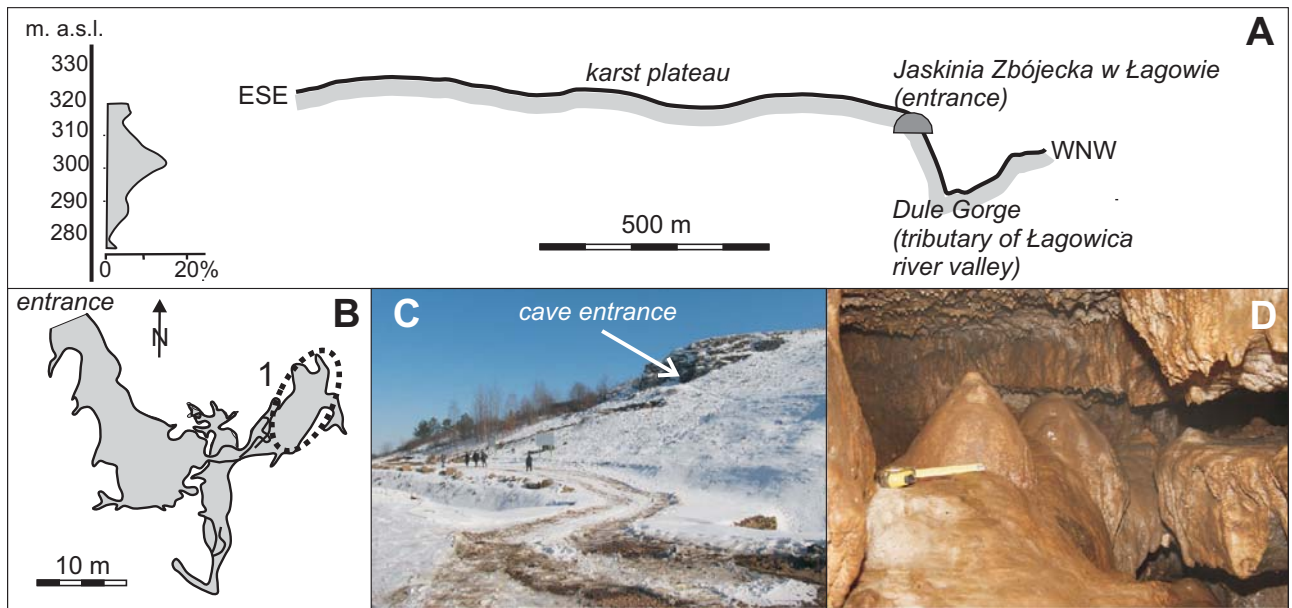 m. a.s.l.
A
330
320
310
300
290
280
0
20%
ESE
karst plateau
Jaskinia Zbójecka w Łagowie
(entrance)
WNW
500 m
Dule Gorge
(tributary of Łagowica
river valley)
entrance
N
B
1
10 m
C
cave entrance
D